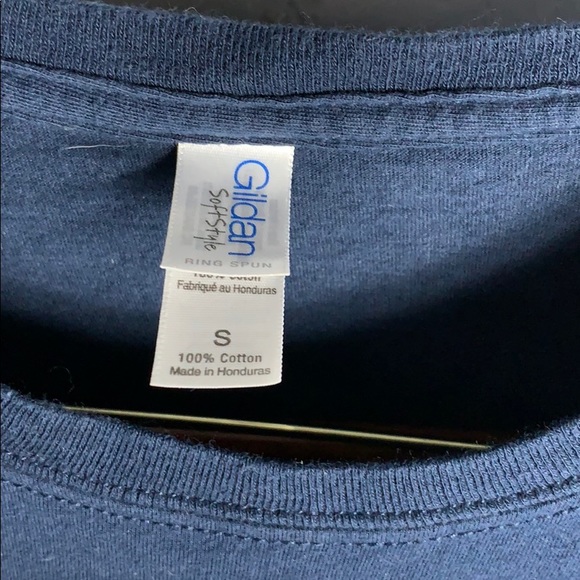 Gildan
SoftStyle
RING SPUN
100% Cotton
Fabriqué au Honduras
S
100% Cotton
Made in Honduras